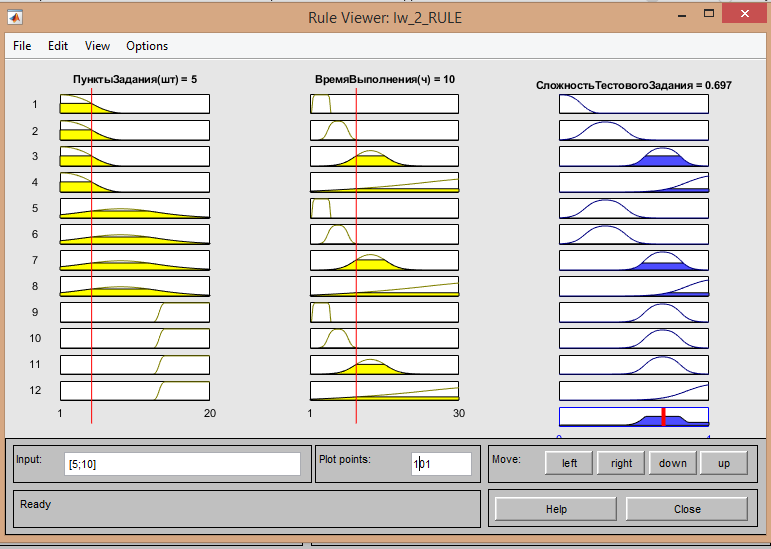 Rule Viewer: lw_2_RULE
File Edit View Options
ПунктыЗадания(шт) = 5 ВремяВыполнения(ч) = 10 СложностьТестовогоЗадания = 0.697
1
2
3
4
5
6
7
8
9
10
11
12
1 20 1 30
Input: [5;10] Plot points: 101 Move: left right down up
Ready Help Close